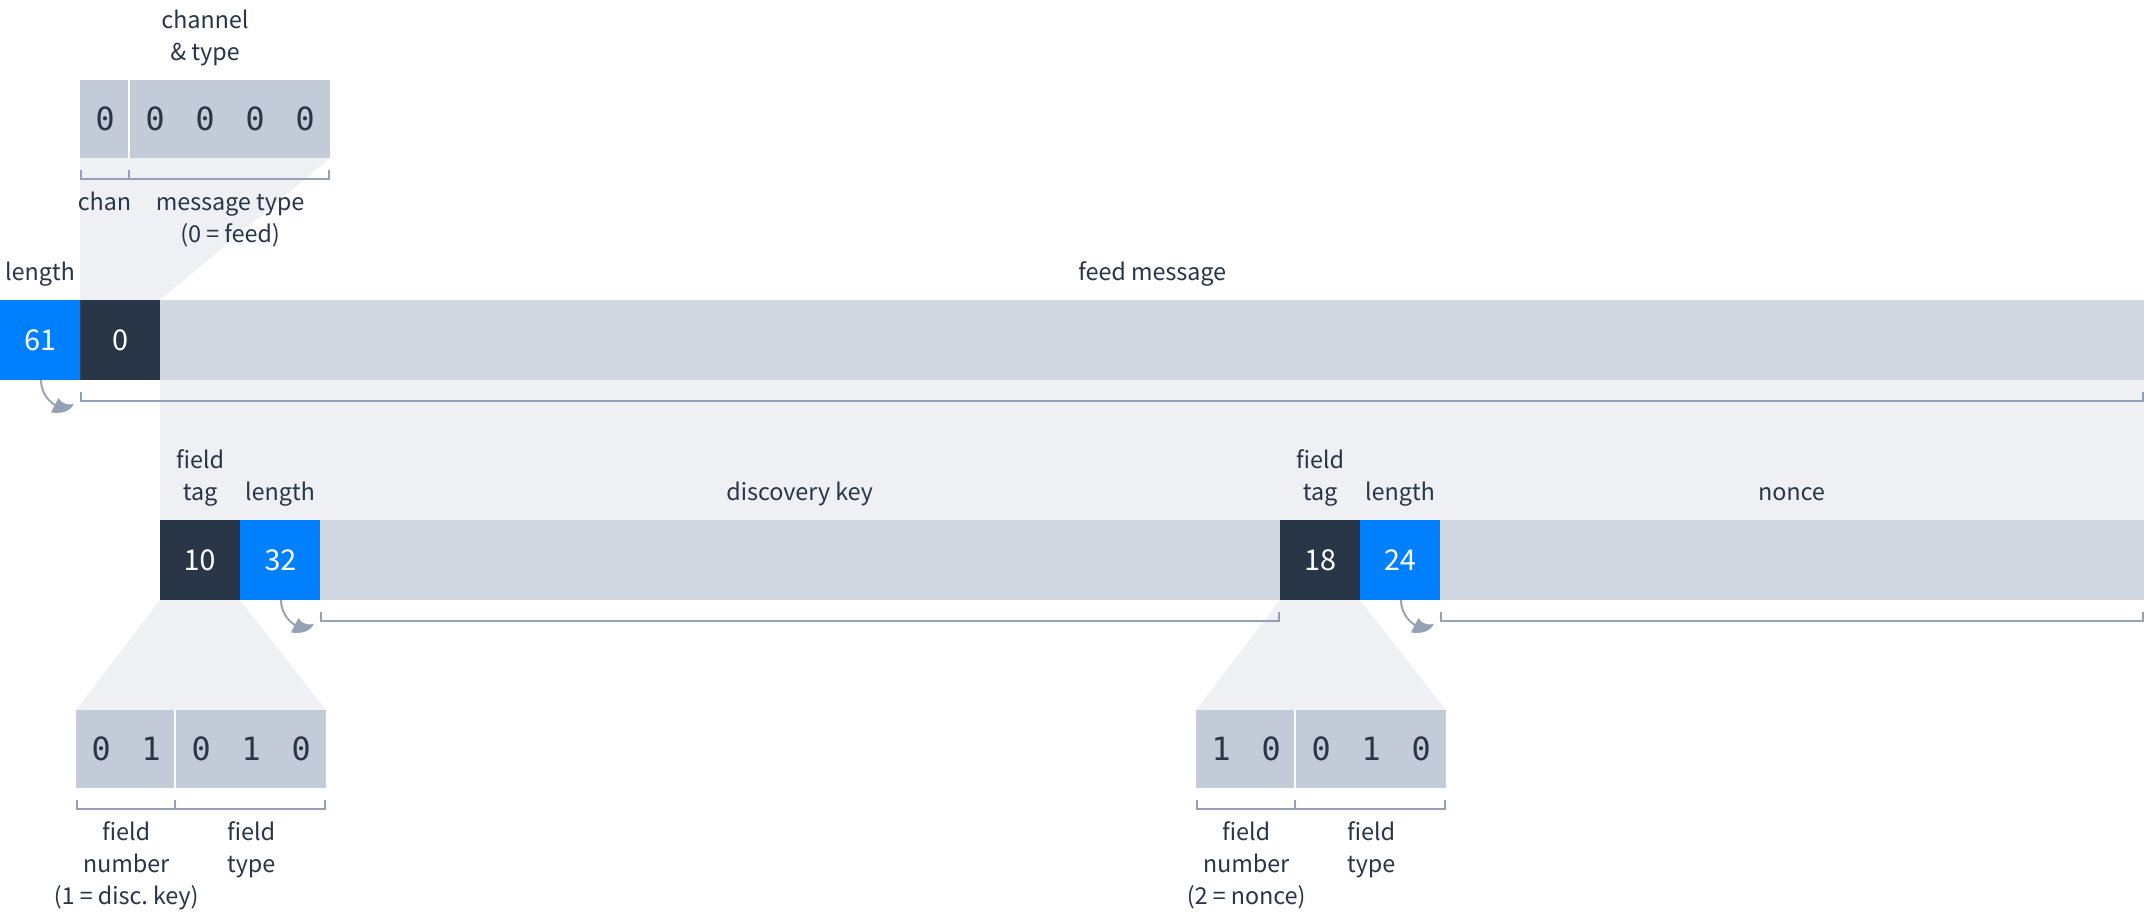 channel
& type
0 0 0 0 0
chan
message type
(0 = feed)
length
feed message
61 0
field
tag
length
discovery key
field
tag
length
nonce
10 32 18 24
0 1 0 1 0
1 0 0 1 0
field
number
(1 = disc. key)
field
type
field
number
(2 = nonce)
field
type